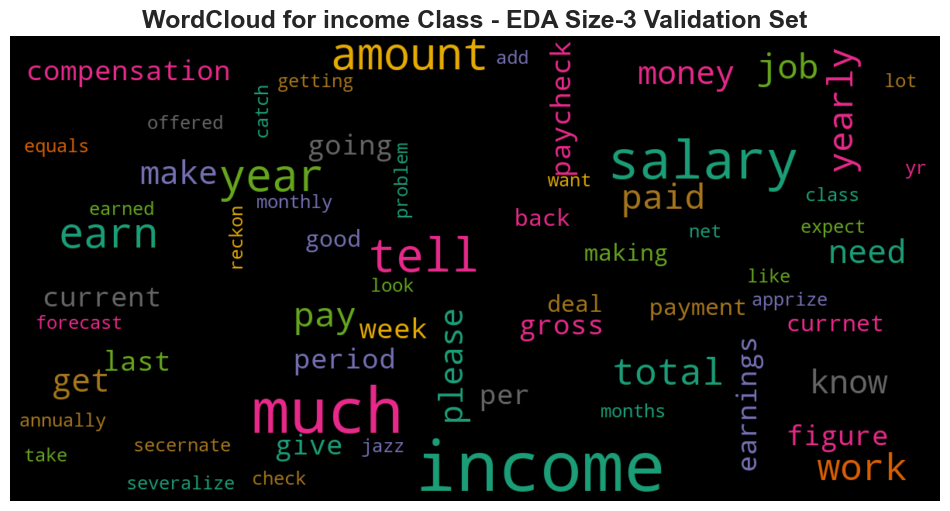 WordCloud for income Class - EDA Size-3 Validation Set
amount
add
compensation
getting
paycheck
money
job
yearly
lot
catch
offered
equals
going
problem
make
year
want
salary
class
yr
earned
monthly
reckon
paid
back
earn
good
tell
net
expect
making
need
look
like
current
forecast
pay
week
deal
gross
payment
apprize
currnet
last
period
please
total
get
per
months
earnings
know
annually
much
take
secernate
give
jazz
figure
severalize
check
income
work